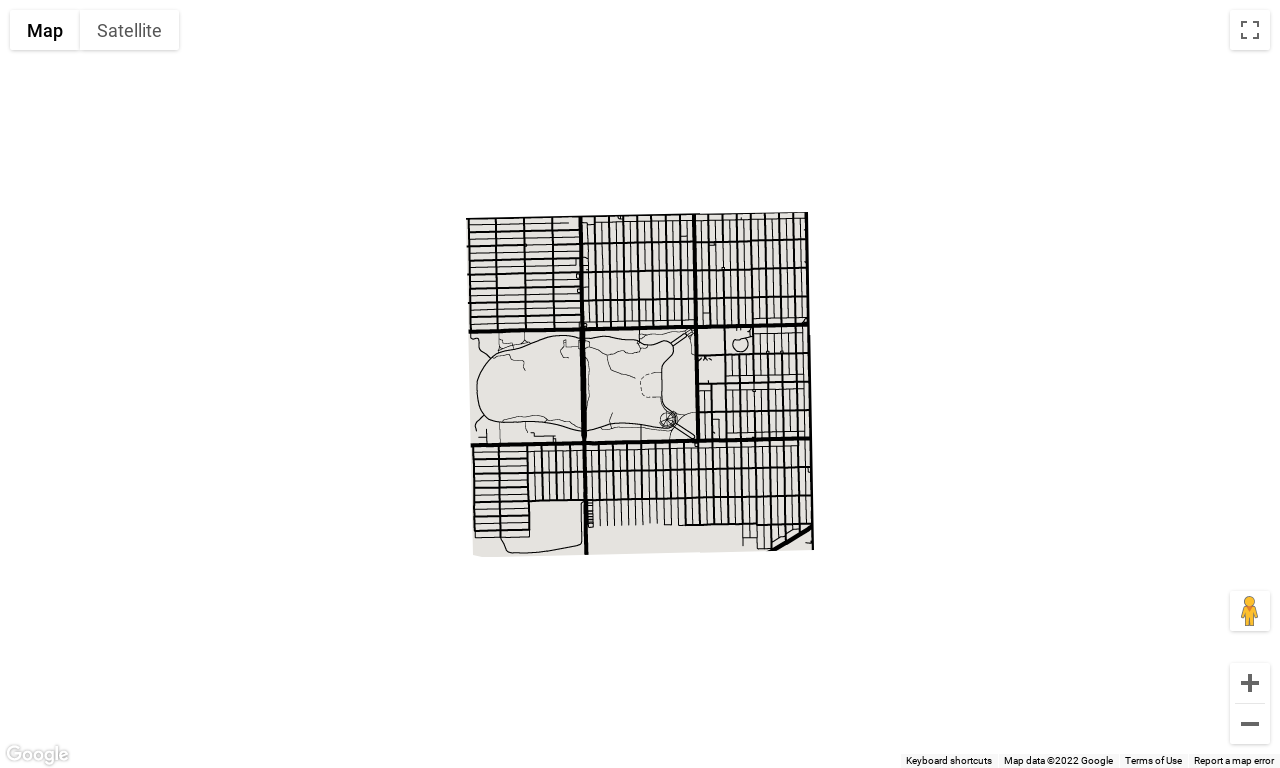 Map
Satellite
Google
Keyboard shortcuts
Map data ©2022 Google
Terms of Use
Report a map error